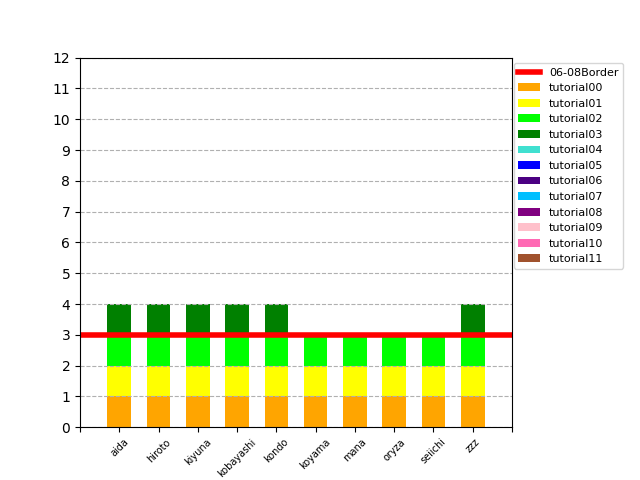 12
11
10
9
8
7
6
5
4
3
2
1
0
aida
hiroto
kiyuna
kobayashi
kondo
koyama
mana
oryza
seiichi
zzz
06-08Border
tutorial00
tutorial01
tutorial02
tutorial03
tutorial04
tutorial05
tutorial06
tutorial07
tutorial08
tutorial09
tutorial10
tutorial11